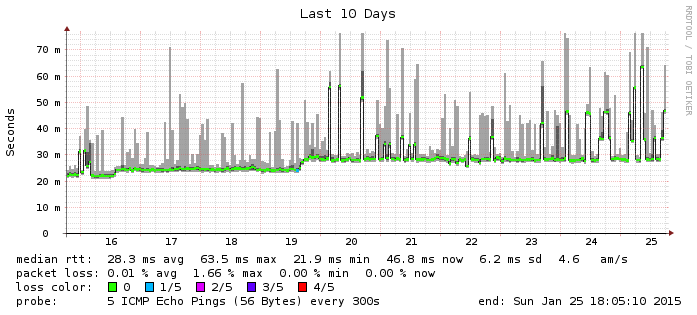 Last 10 Days
RRDTOOL / TOBI OETIKER
Seconds
70 m
60 m
50 m
40 m
30 m
20 m
10 m
0
16 17 18 19 20 21 22 23 24 25
median rtt: 28.3 ms avg 63.5 ms max 21.9 ms min 46.8 ms now 6.2 ms sd 4.6 am/s
packet loss: 0.01 % avg 1.66 % max 0.00 % min 0.00 % now
loss color: 0 1/5 2/5 3/5 4/5
probe: 5 ICMP Echo Pings (56 Bytes) every 300s end: Sun Jan 25 18:05:10 2015